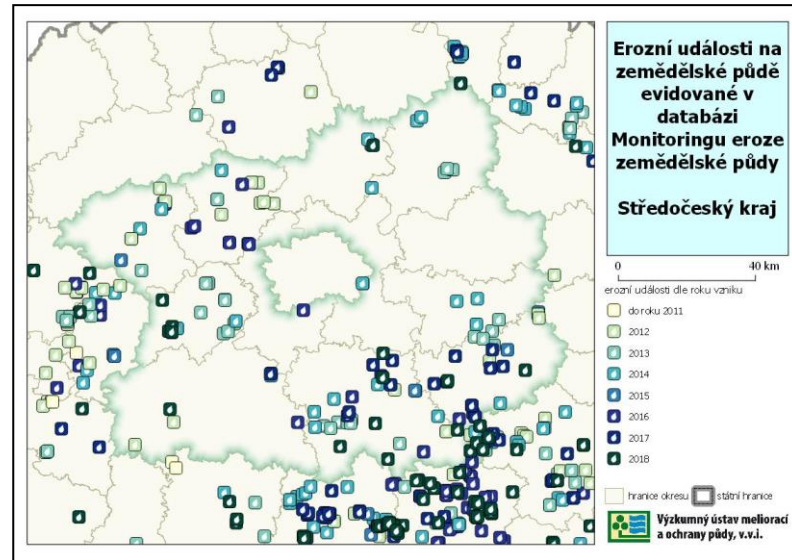 Erozní události na
zemědělské půdě
evidované v
databázi
Monitoringu eroze
zemědělské půdy
Středočeský kraj
0 40 km
erozní události dle roku vzniku
do roku 2011
2012
2013
2014
2015
2016
2017
2018
hranice okresu státní hranice
Výzkumný ústav meliorací
a ochrany půdy, v.v.i.